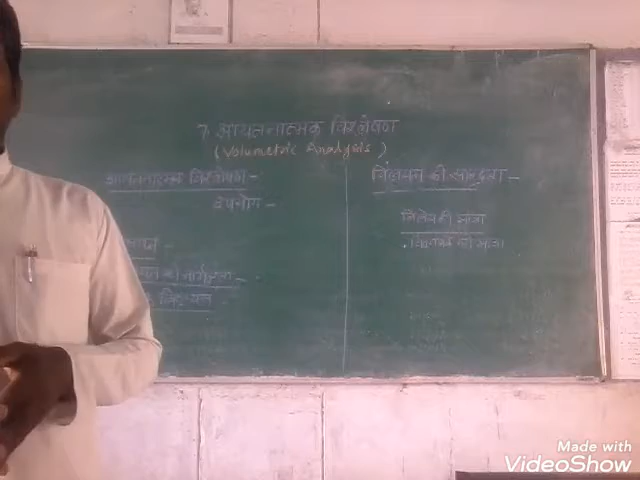 7. आयतनात्मक विश्लेषण
(Volumetric Analysis)
आयतनात्मक विश्लेषण -
उपयोग -
विलयन की सान्द्रता -
विलेय की मात्रा
विलायक की मात्रा
Made with
VideoShow